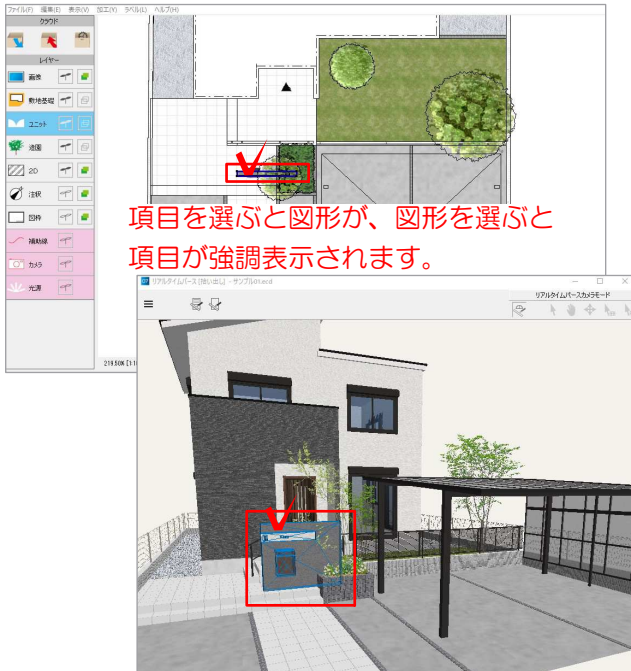 ファイル(F) 編集(E) 表示(V) 加工(Y) ラベル(L) ヘルプ(H)
クラウド
レイヤー
画像
敷地基礎
ユニット
造園
2D
注釈
図枠
補助線
カメラ
光源
項目を選ぶと図形が、図形を選ぶと
項目が強調表示されます。
リアルタイムパース [拾い出し] - サンプル01.ecd
リアルタイムパースカメラモード